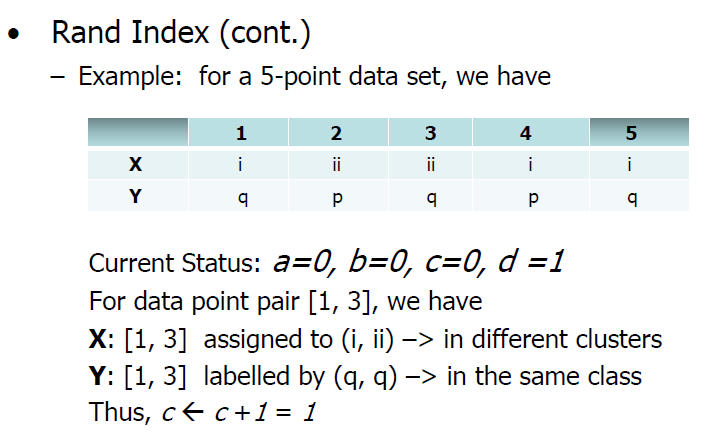 • Rand Index (cont.)
– Example: for a 5-point data set, we have
1 2 3 4 5
X i ii ii i i
Y q p q p q
Current Status: a=0, b=0, c=0, d =1
For data point pair [1, 3], we have
X: [1, 3] assigned to (i, ii) –> in different clusters
Y: [1, 3] labelled by (q, q) –> in the same class
Thus, c ← c +1 = 1